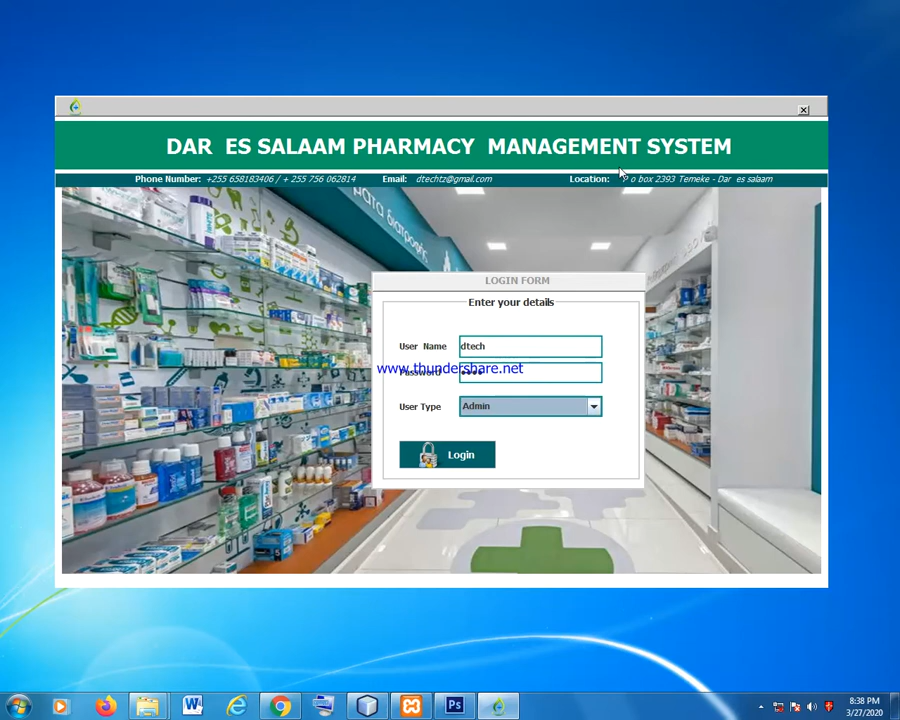 DAR ES SALAAM PHARMACY MANAGEMENT SYSTEM
Phone Number: +255 658183406 / + 255 756 062814 Email: dtechtz@gmail.com Location: P o box 2393 Temeke - Dar es salaam
LOGIN FORM
Enter your details
User Name dtech
www.thundershare.net
Password ••••
User Type Admin
Login
8:38 PM
3/27/2020